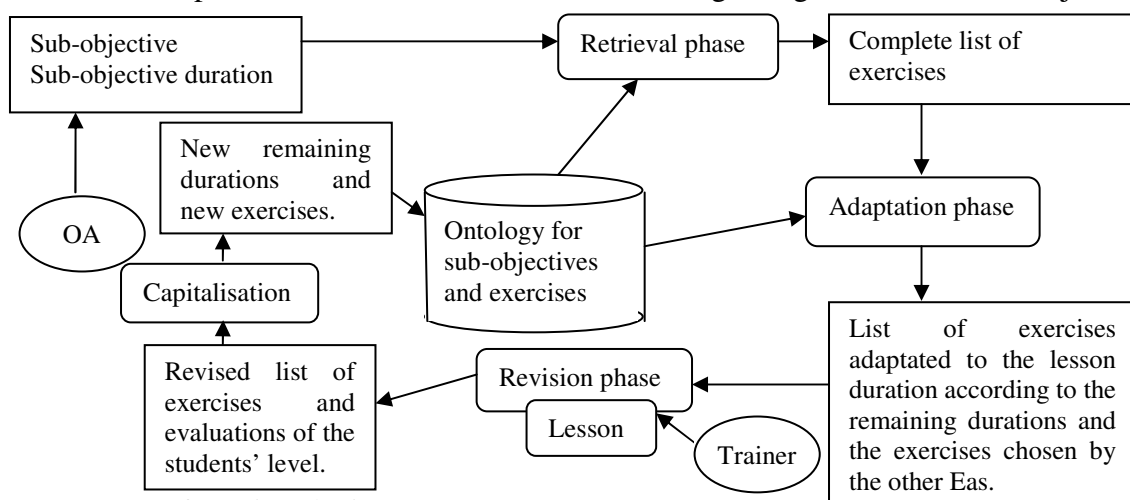 Sub-objective
Sub-objective duration
Retrieval phase
Complete list of
exercises
New remaining
durations and
new exercises.
OA
Ontology for
sub-objectives
and exercises
Adaptation phase
Capitalisation
List of exercises
adaptated to the lesson
duration according to the
remaining durations and
the exercises chosen by
the other Eas.
Revised list of
exercises and
evaluations of the
students’ level.
Revision phase
Lesson
Trainer